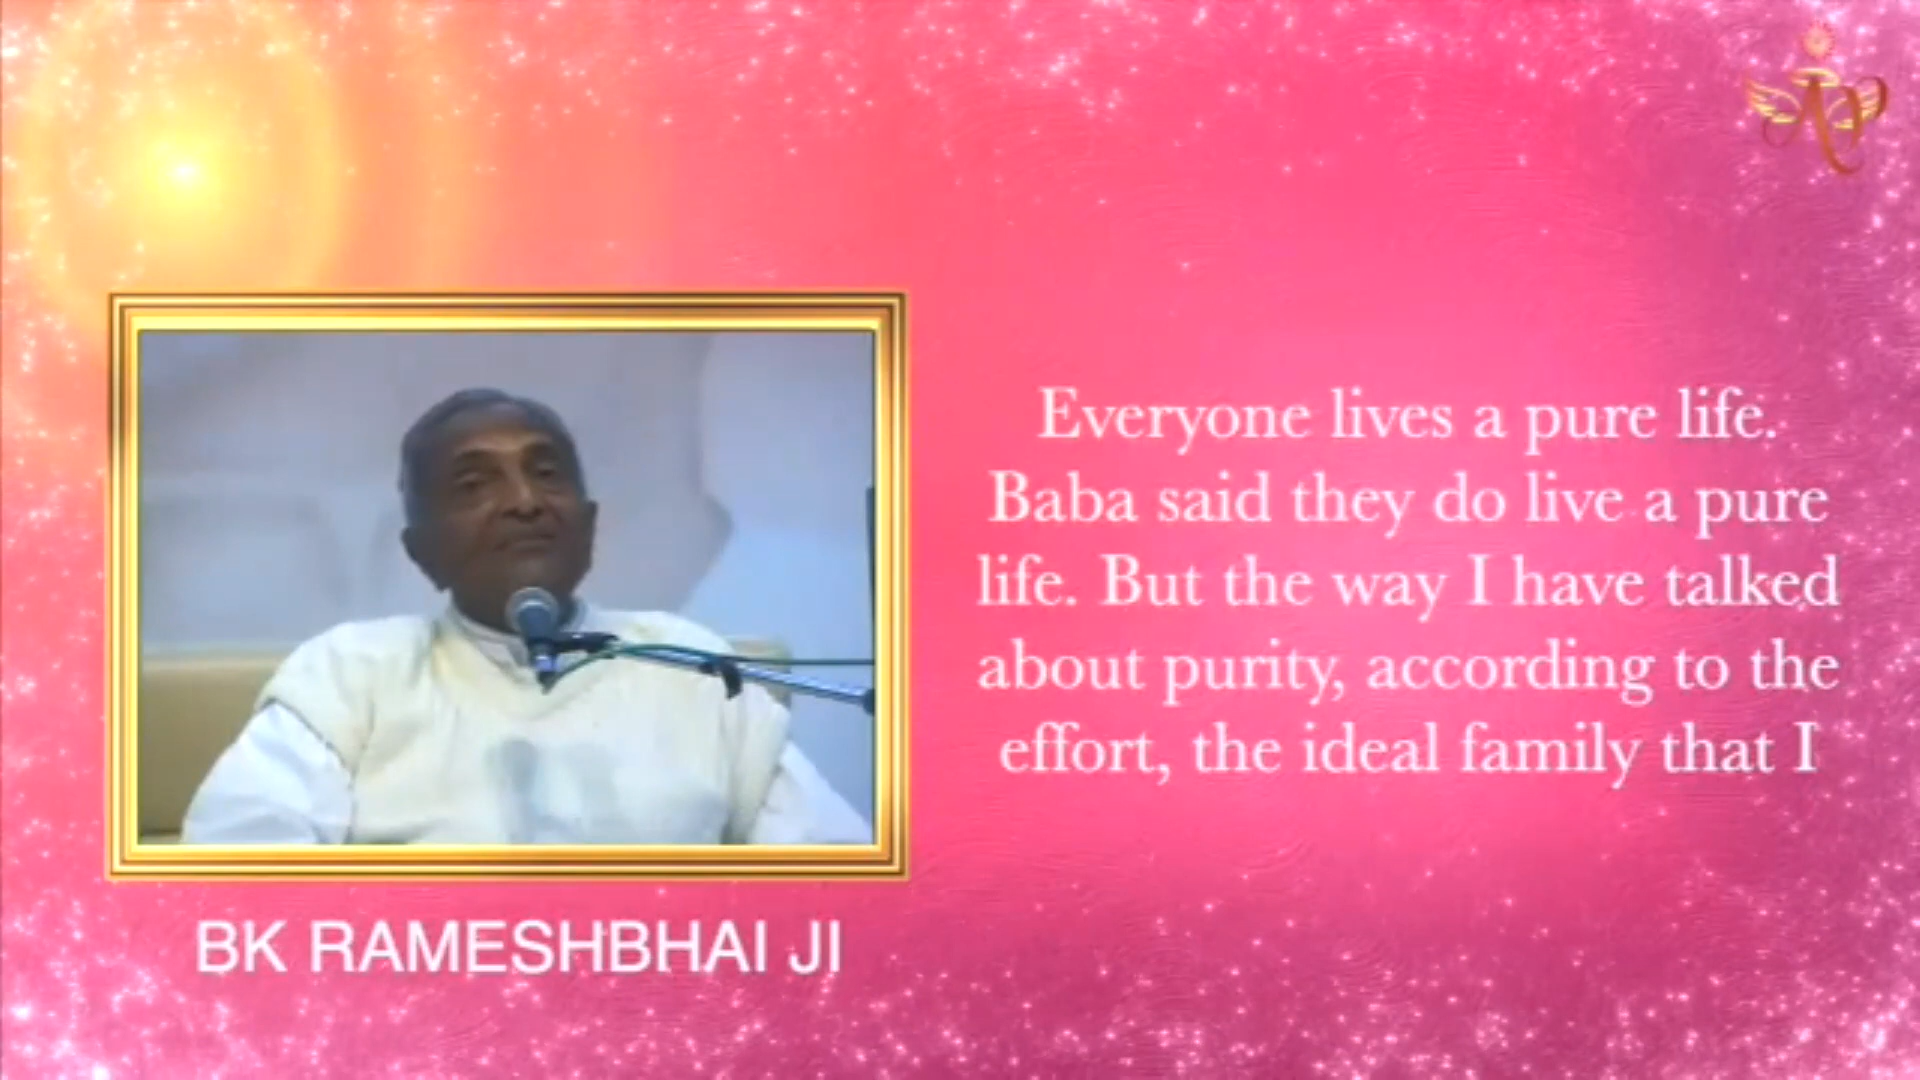 Everyone lives a pure life.
Baba said they do live a pure
life. But the way I have talked
about purity, according to the
effort, the ideal family that I
BK RAMESHBHAI JI